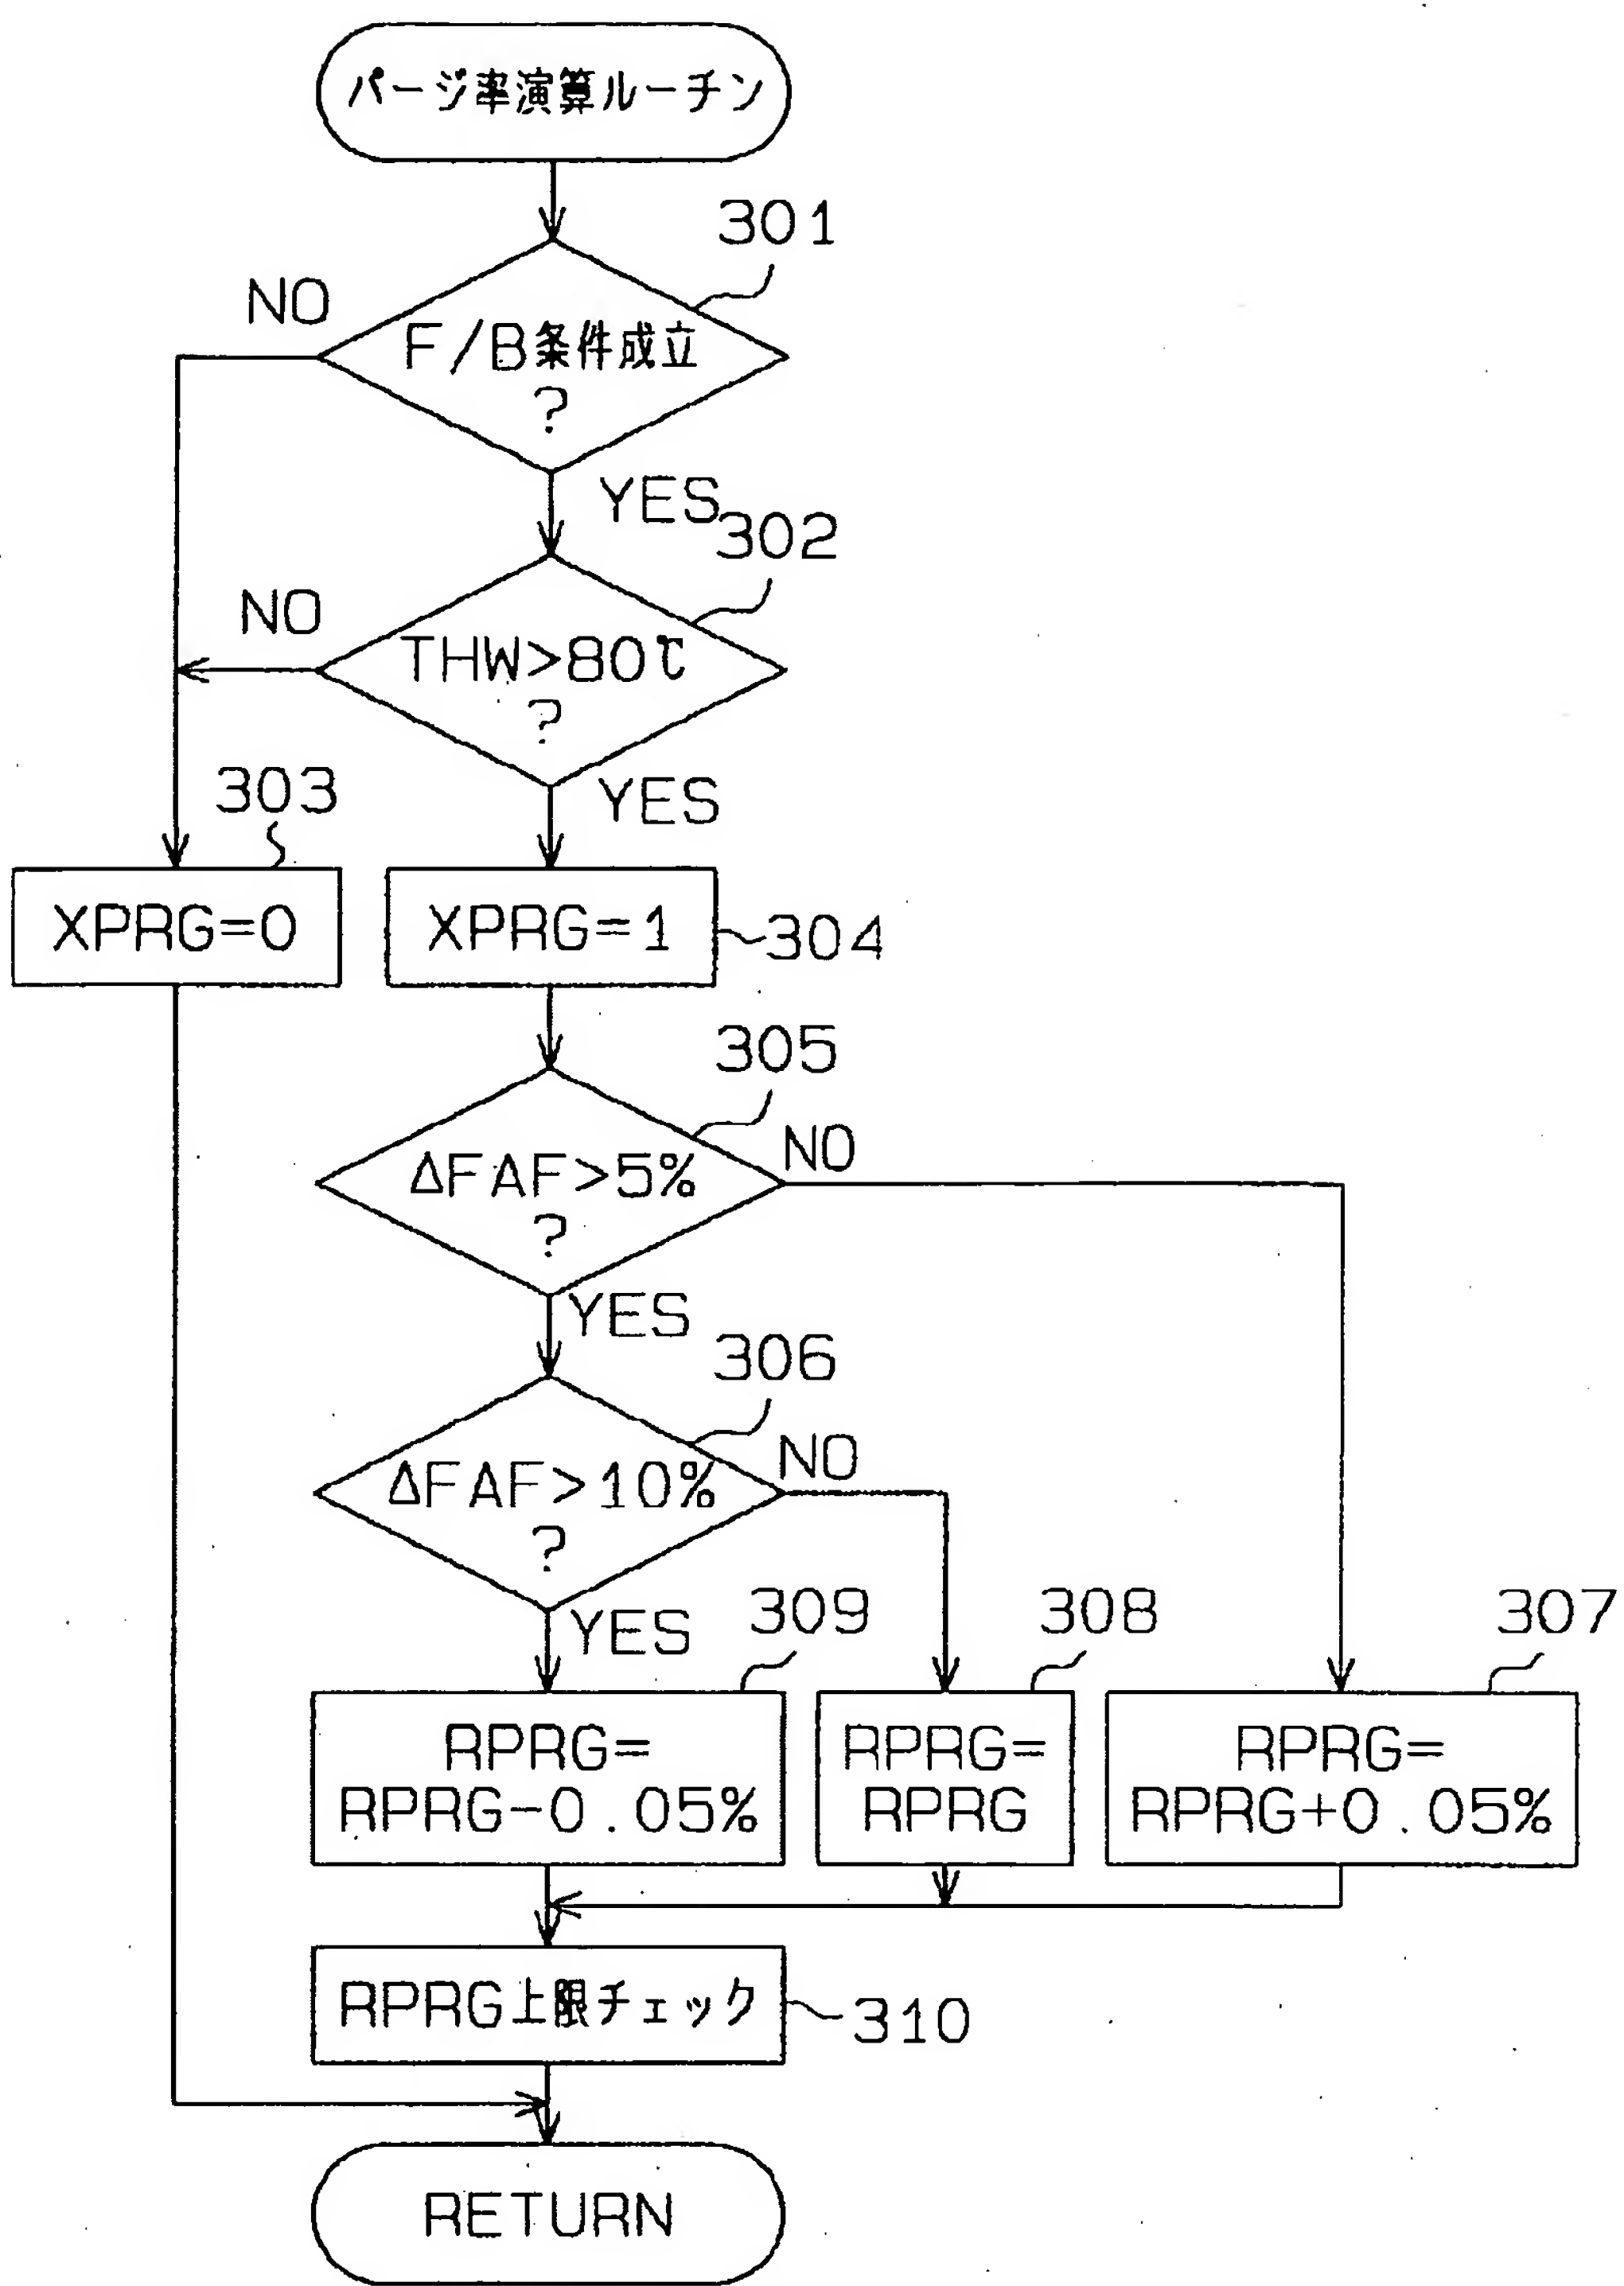 パージ率演算ルーチン
301
NO
F/B条件成立
?
YES
302
NO
THW>80℃
?
YES
303
XPRG=0
XPRG=1
304
305
NO
ΔFAF>5%
?
YES
306
NO
ΔFAF>10%
?
YES
309
308
307
RPRG=
RPRG-0.05%
RPRG=
RPRG
RPRG=
RPRG+0.05%
RPRG上限チェック
310
RETURN